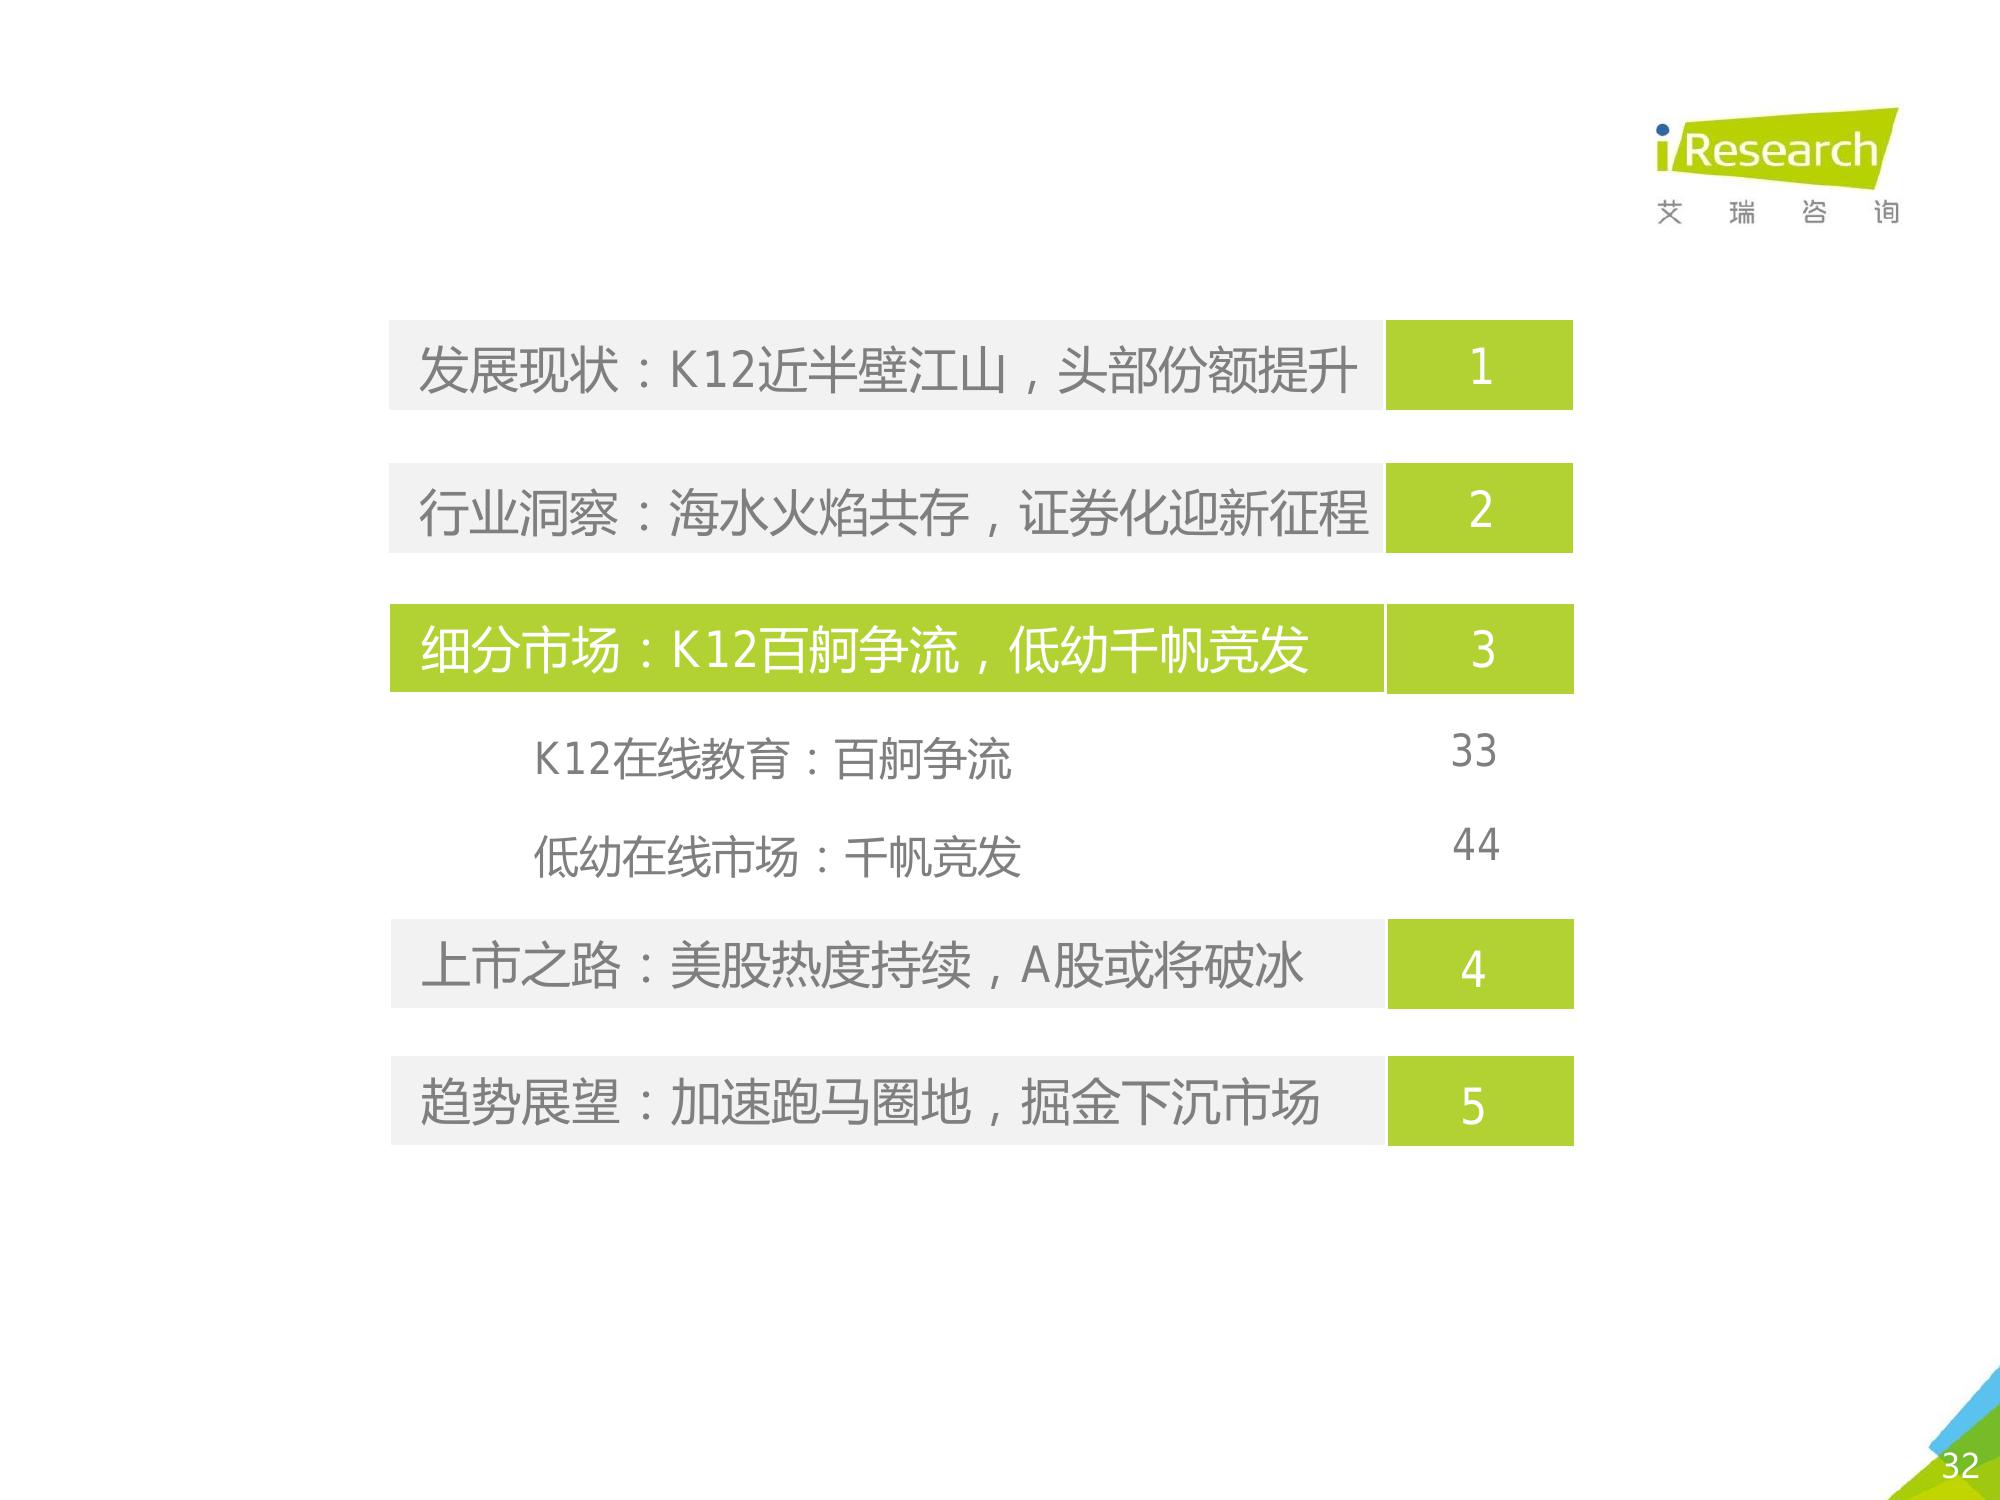 iResearch
艾瑞咨询
发展现状：K12近半壁江山，头部份额提升 1
行业洞察：海水火焰共存，证券化迎新征程 2
细分市场：K12百舸争流，低幼千帆竞发 3
K12在线教育：百舸争流 33
低幼在线市场：千帆竞发 44
上市之路：美股热度持续，A股或将破冰 4
趋势展望：加速跑马圈地，掘金下沉市场 5
32